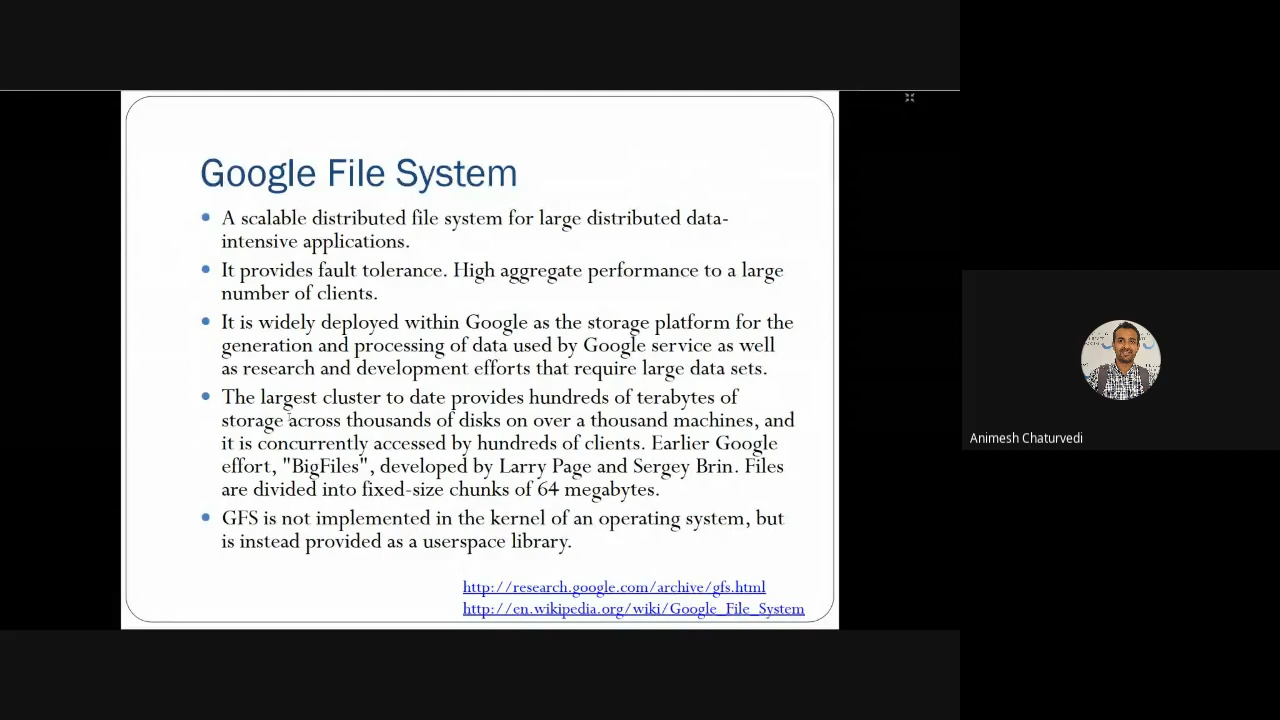 Google File System
• A scalable distributed file system for large distributed data-
intensive applications.
• It provides fault tolerance. High aggregate performance to a large
number of clients.
• It is widely deployed within Google as the storage platform for the
generation and processing of data used by Google service as well
as research and development efforts that require large data sets.
• The largest cluster to date provides hundreds of terabytes of
storage across thousands of disks on over a thousand machines, and
it is concurrently accessed by hundreds of clients. Earlier Google
effort, "BigFiles", developed by Larry Page and Sergey Brin. Files
are divided into fixed-size chunks of 64 megabytes.
• GFS is not implemented in the kernel of an operating system, but
is instead provided as a userspace library.
http://research.google.com/archive/gfs.html
http://en.wikipedia.org/wiki/Google_File_System
Animesh Chaturvedi